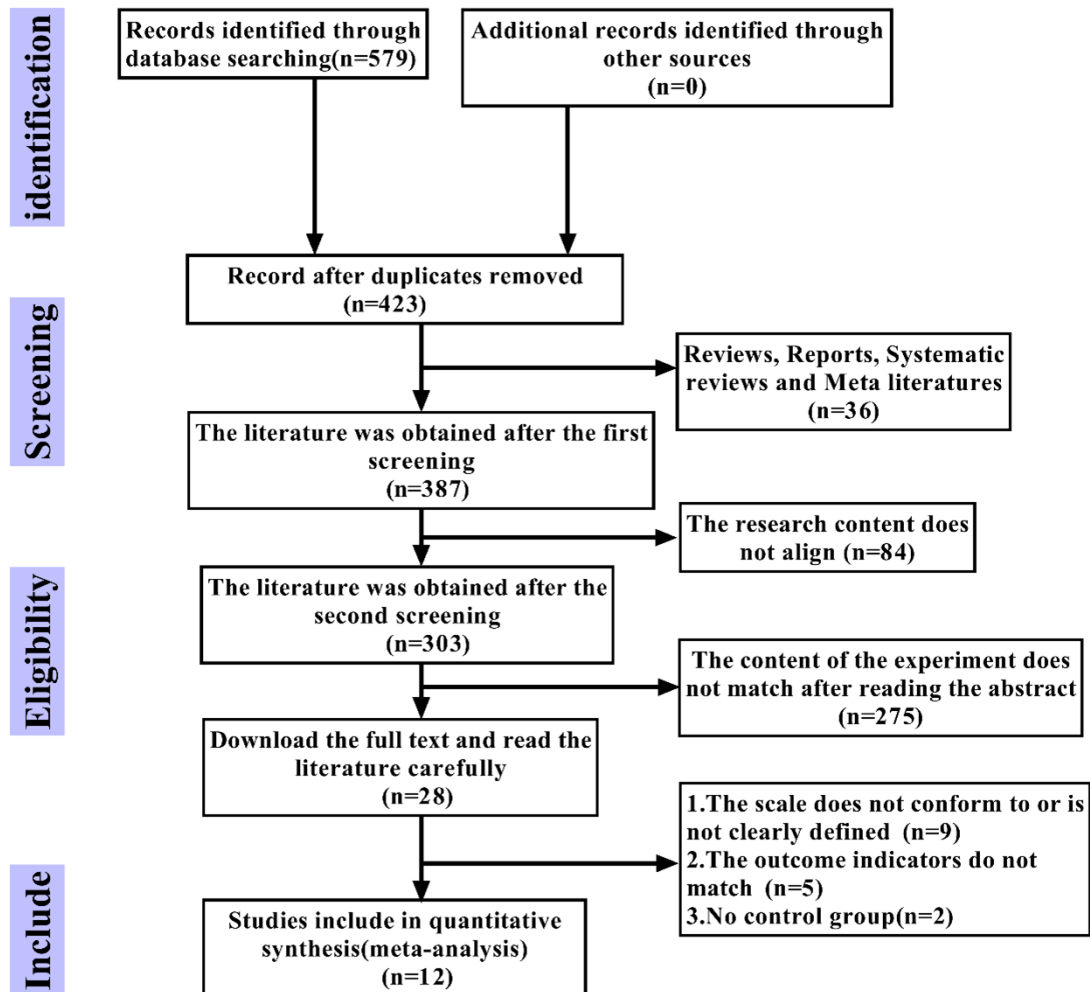 identification
Records identified through
database searching(n=579)
Additional records identified through
other sources
(n=0)
Screening
Record after duplicates removed
(n=423)
Reviews, Reports, Systematic
reviews and Meta literatures
(n=36)
The literature was obtained after the first
screening
(n=387)
The research content does
not align (n=84)
Eligibility
The literature was obtained after the
second screening
(n=303)
The content of the experiment does
not match after reading the abstract
(n=275)
Download the full text and read the
literature carefully
(n=28)
1.The scale does not conform to or is
not clearly defined (n=9)
2.The outcome indicators do not
match (n=5)
3.No control group(n=2)
Include
Studies include in quantitative
synthesis(meta-analysis)
(n=12)